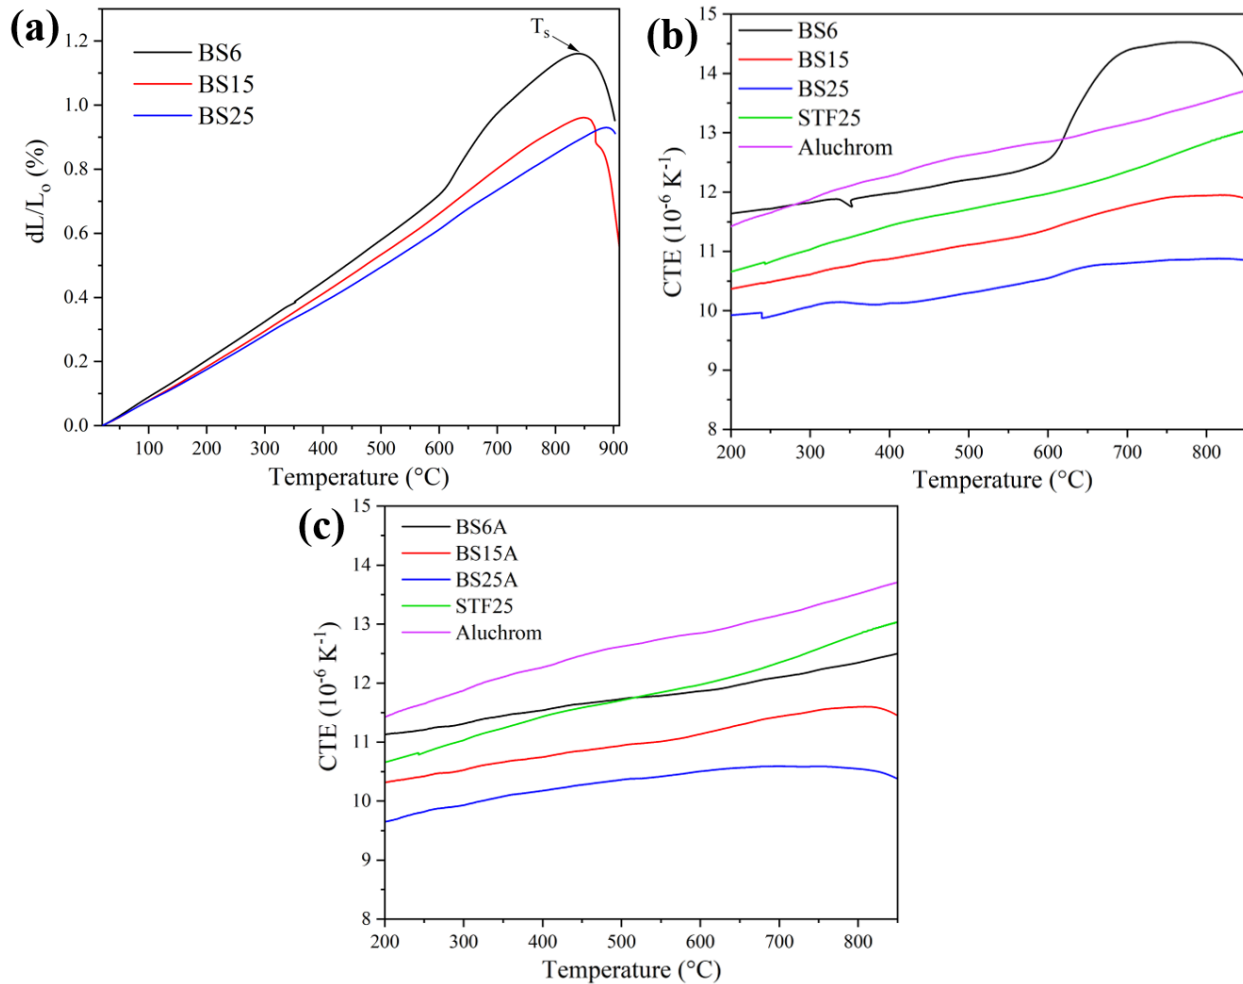 (a)
T_s
BS6
BS15
BS25
1.2
1.0
0.8
0.6
0.4
0.2
0.0
dL/L_o (%)
100 200 300 400 500 600 700 800 900
Temperature (°C)
(b)
BS6
BS15
BS25
STF25
Aluchrom
15
14
13
12
11
10
9
8
CTE (10^-6 K^-1)
200 300 400 500 600 700 800
Temperature (°C)
(c)
BS6A
BS15A
BS25A
STF25
Aluchrom
15
14
13
12
11
10
9
8
CTE (10^-6 K^-1)
200 300 400 500 600 700 800
Temperature (°C)